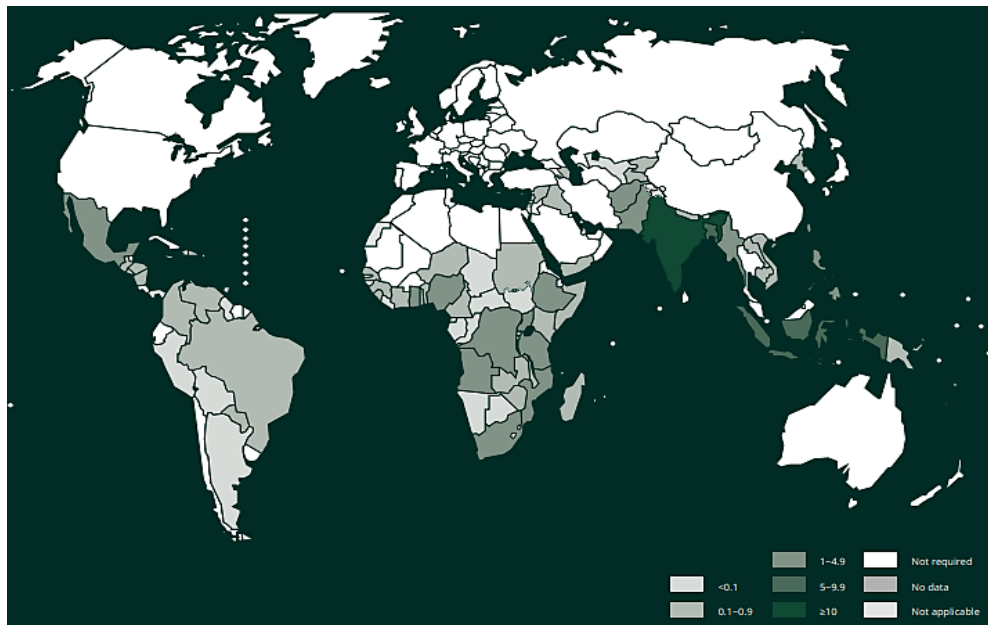 1–4.9 Not required
<0.1 5–9.9 No data
0.1–0.9 ≥10 Not applicable